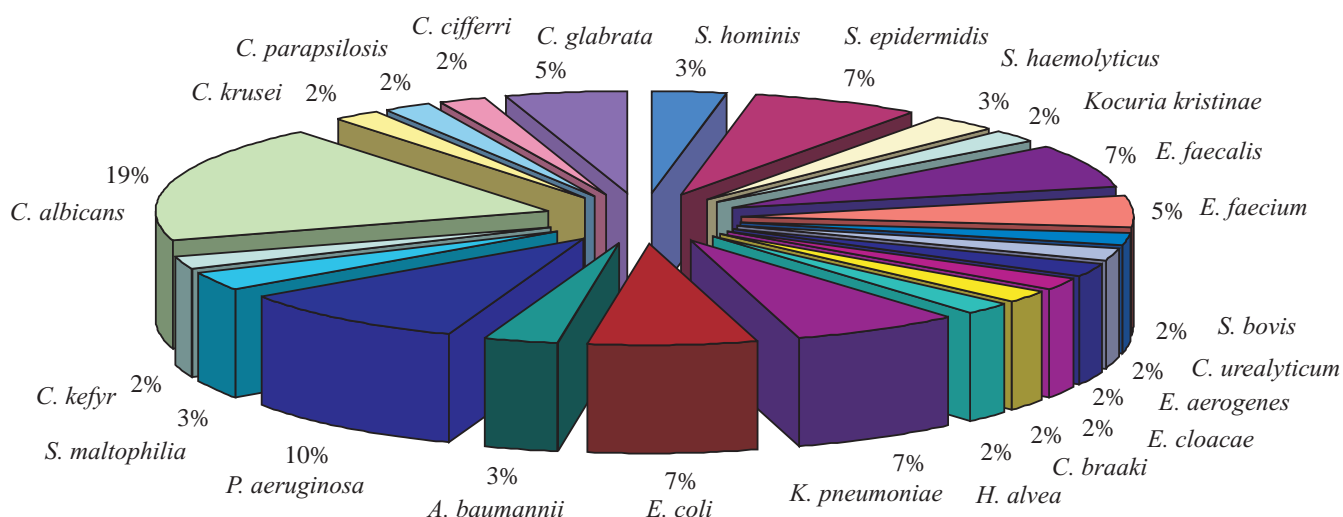 C. cifferri
2%
C. glabrata
5%
S. hominis
3%
S. epidermidis
7%
S. haemolyticus
3%
Kocuria kristinae
2%
7% E. faecalis
5% E. faecium
2% S. bovis
2% C. urealyticum
2% E. aerogenes
2% E. cloacae
2% C. braaki
2% H. alvea
7%
K. pneumoniae
7%
E. coli
3%
A. baumannii
10%
P. aeruginosa
3%
S. maltophilia
2%
C. kefyr
19%
C. albicans
C. krusei 2%
C. parapsilosis
2%